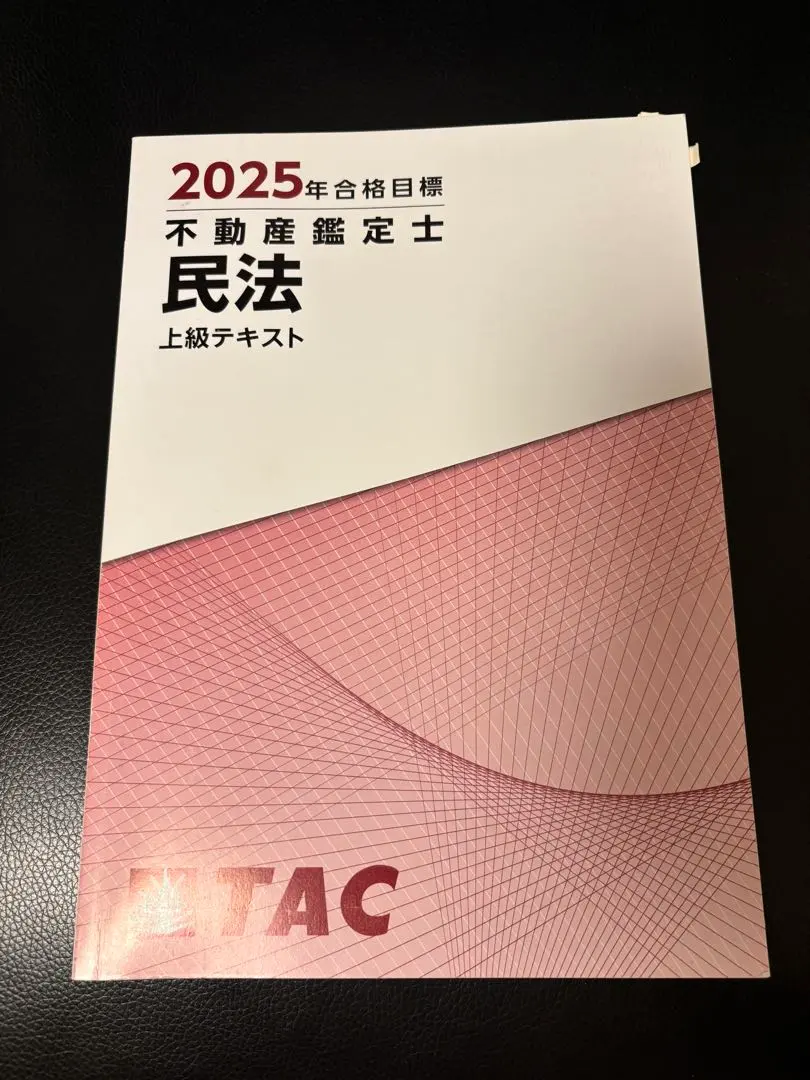 2025年合格目標
不動産鑑定士
民法
上級テキスト
TAC